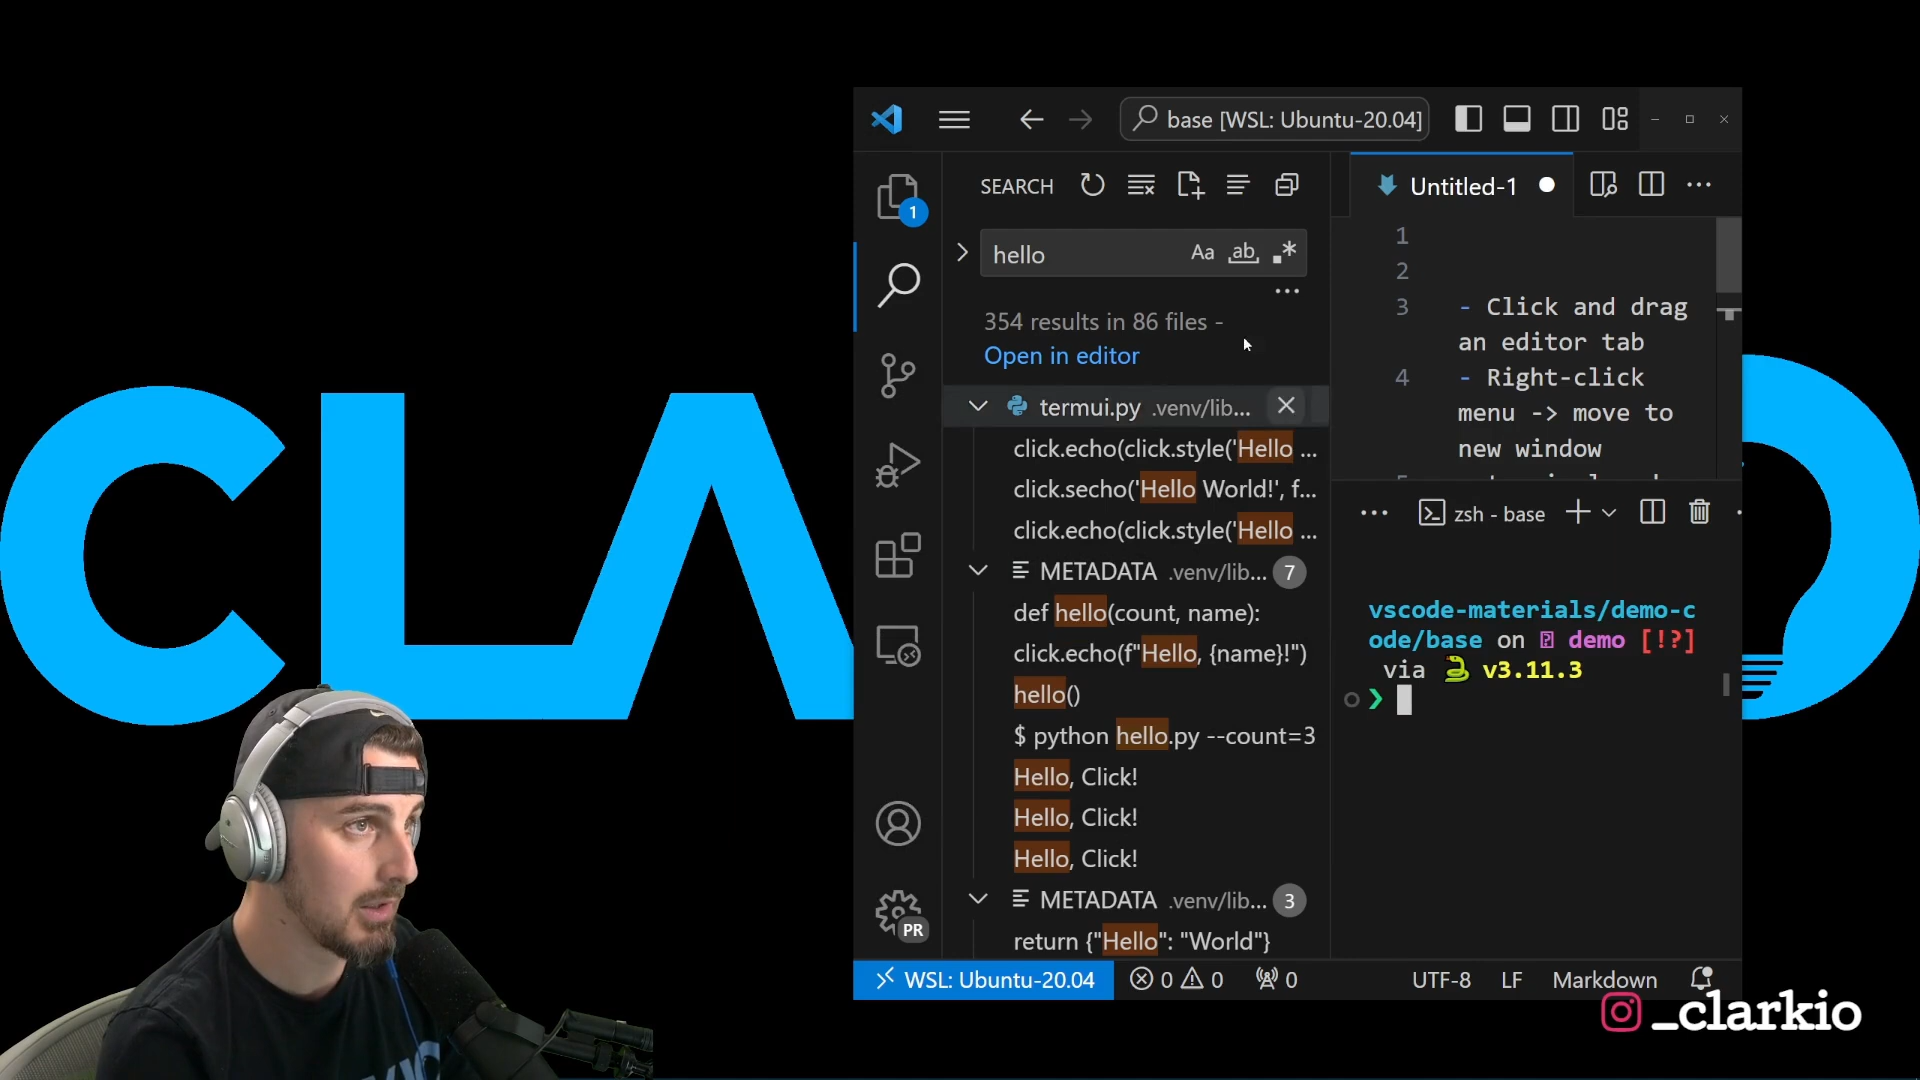 CLA
base [WSL: Ubuntu-20.04]
1
SEARCH
hello
Aa ab
354 results in 86 files -
Open in editor
termui.py .venv/lib...
click.echo(click.style('Hello ...
click.secho('Hello World!', f...
click.echo(click.style('Hello ...
METADATA .venv/lib... 7
def hello(count, name):
click.echo(f"Hello, {name}!")
hello()
$ python hello.py --count=3
Hello, Click!
Hello, Click!
Hello, Click!
METADATA .venv/lib... 3
return {"Hello": "World"}
PR
Untitled-1
1
2
3 - Click and drag
an editor tab
4 - Right-click
menu -> move to
new window
zsh - base
vscode-materials/demo-c
ode/base on demo [!?]
via v3.11.3
❯
WSL: Ubuntu-20.04 0 0 0 UTF-8 LF Markdown
_clarkio